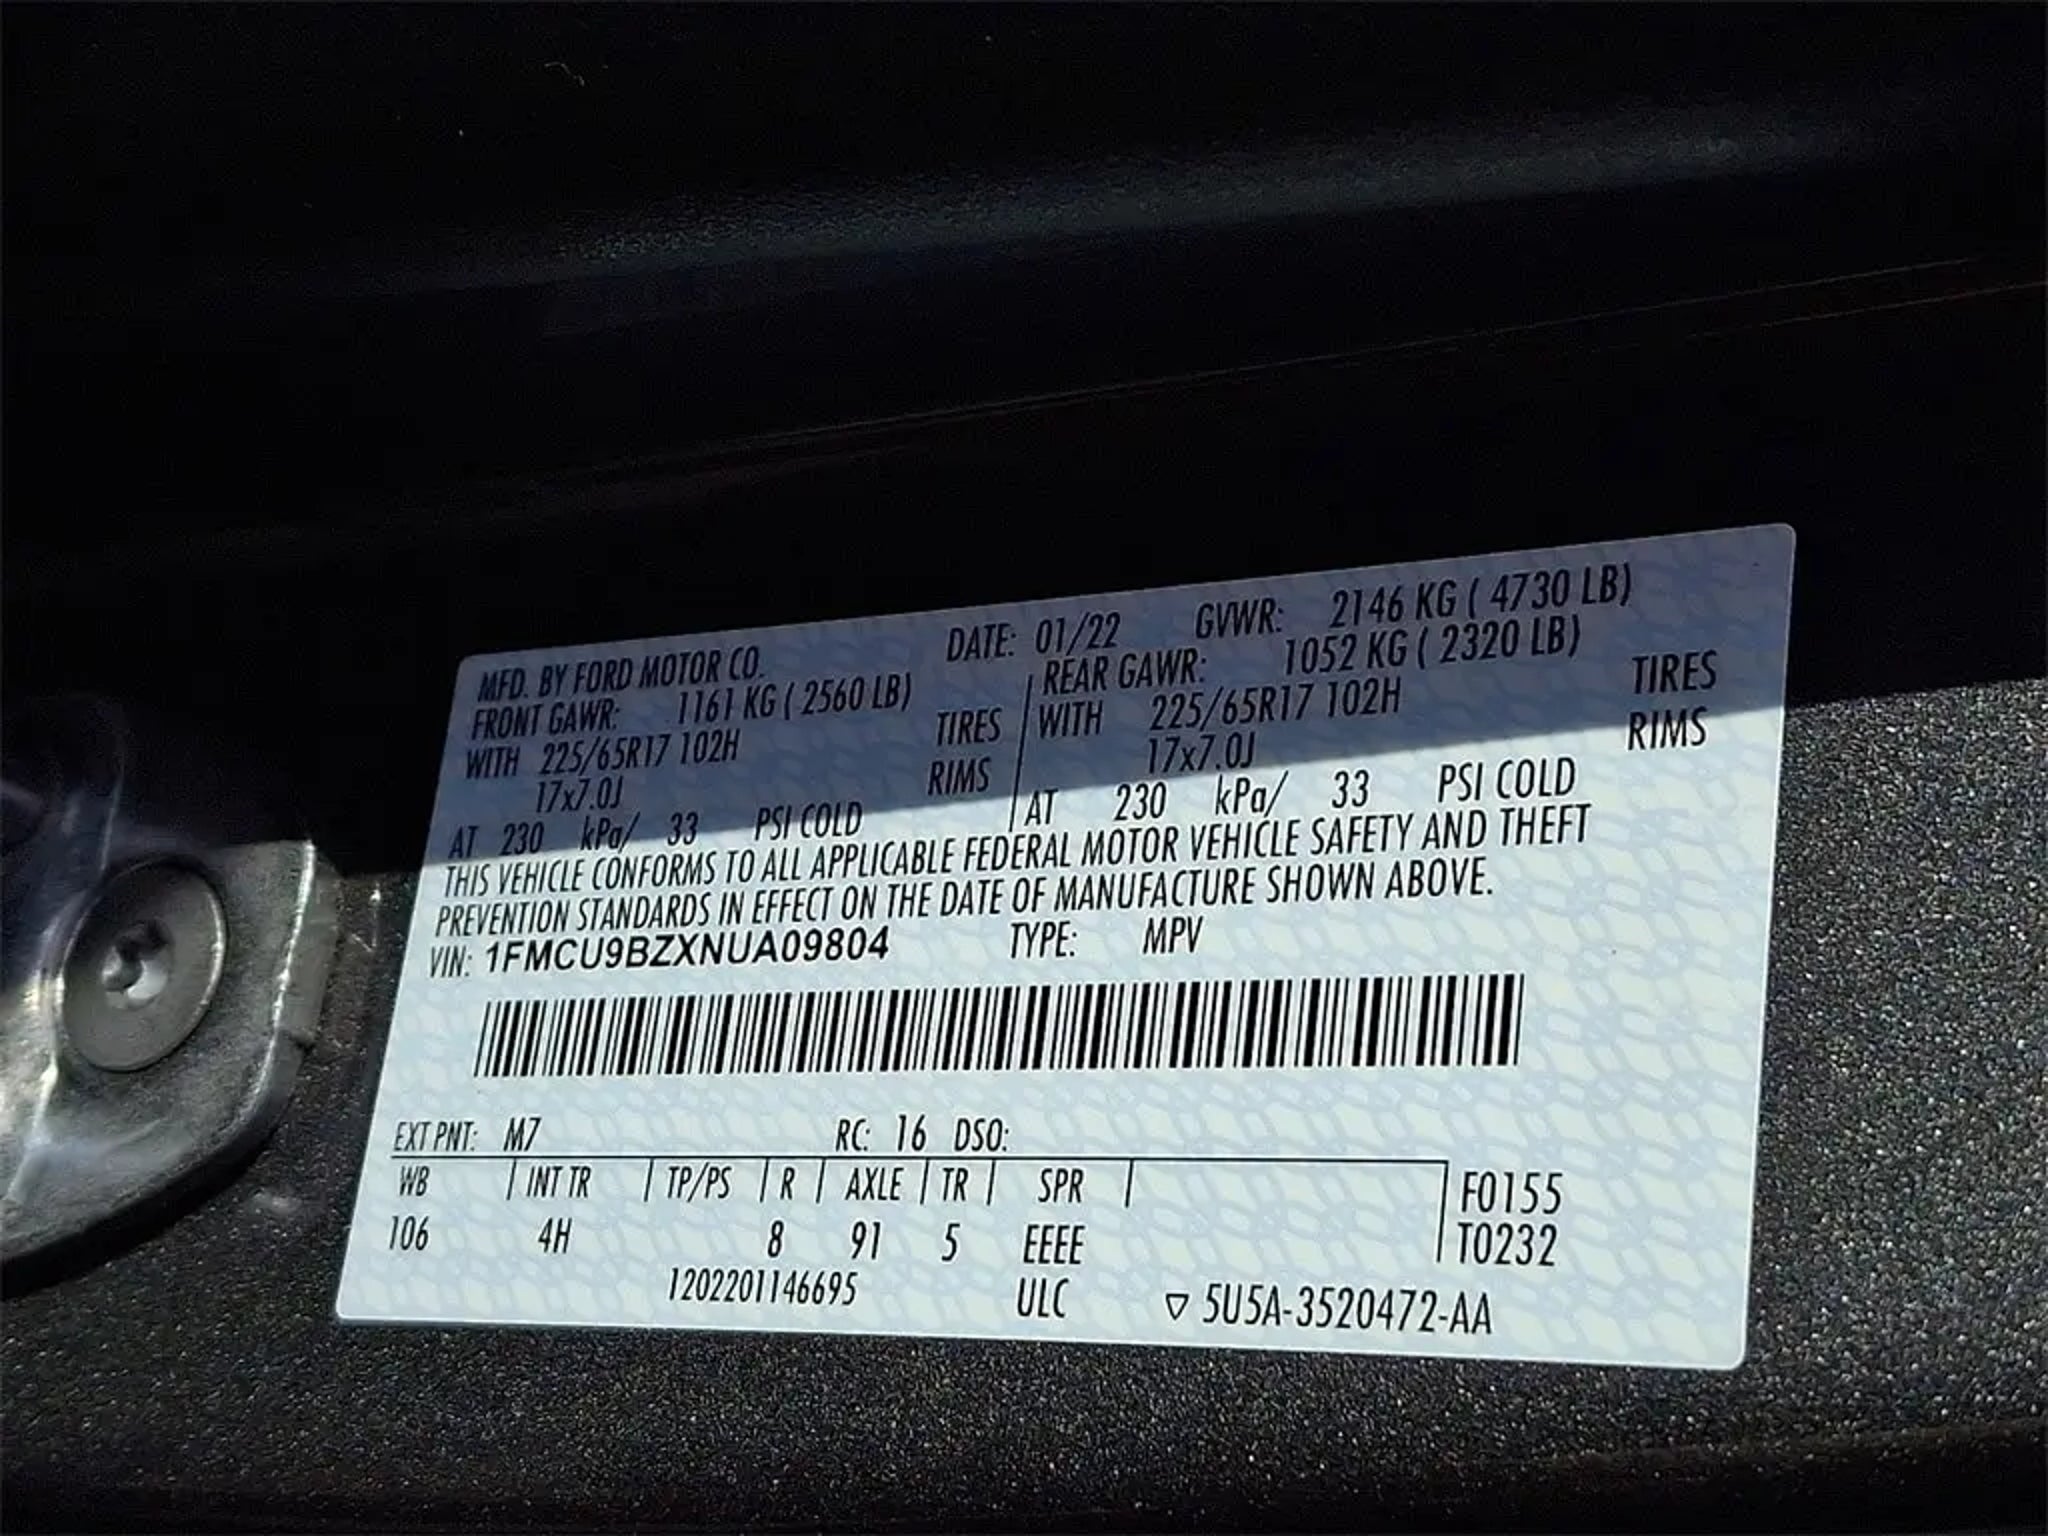 MFD. BY FORD MOTOR CO. DATE: 01/22 GVWR: 2146 KG ( 4730 LB)
FRONT GAWR: 1161 KG ( 2560 LB) REAR GAWR: 1052 KG ( 2320 LB)
WITH 225/65R17 102H TIRES WITH 225/65R17 102H TIRES
17x7.0J RIMS 17x7.0J RIMS
AT 230 kPa/ 33 PSI COLD AT 230 kPa/ 33 PSI COLD
THIS VEHICLE CONFORMS TO ALL APPLICABLE FEDERAL MOTOR VEHICLE SAFETY AND THEFT
PREVENTION STANDARDS IN EFFECT ON THE DATE OF MANUFACTURE SHOWN ABOVE.
VIN: 1FMCU9BZXNUA09804 TYPE: MPV
EXT PNT: M7 RC: 16 DSO:
WB INT TR TP/PS R AXLE TR SPR F0155
106 4H 8 91 5 EEEE T0232
1202201146695 ULC ▽ 5U5A-3520472-AA